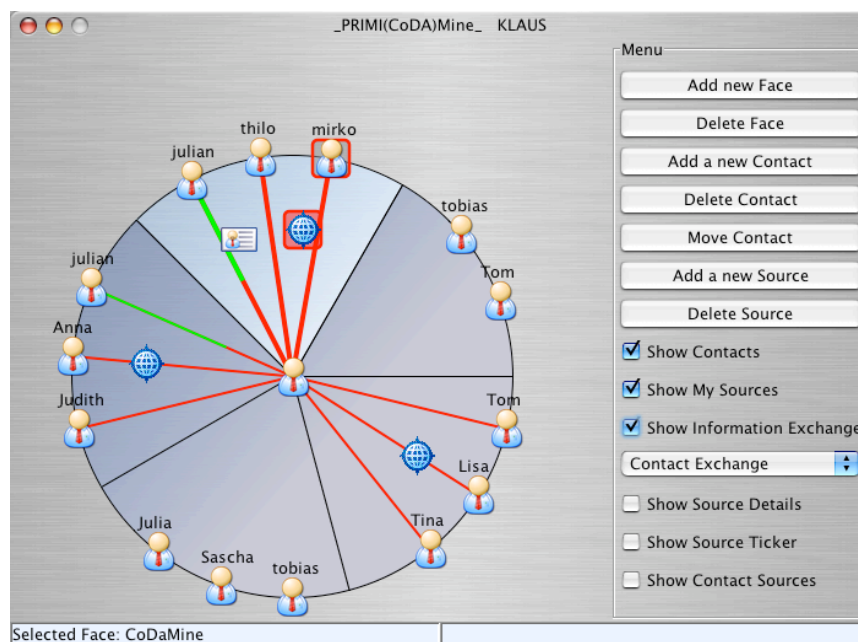 _PRIMI(CoDA)Mine_ KLAUS
Menu
Add new Face
Delete Face
Add a new Contact
Delete Contact
Move Contact
Add a new Source
Delete Source
Show Contacts
Show My Sources
Show Information Exchange
Contact Exchange
Show Source Details
Show Source Ticker
Show Contact Sources
thilo
mirko
julian
tobias
julian
Tom
Anna
Judith
Tom
Lisa
Julia
Tina
Sascha
tobias
Selected Face: CoDaMine